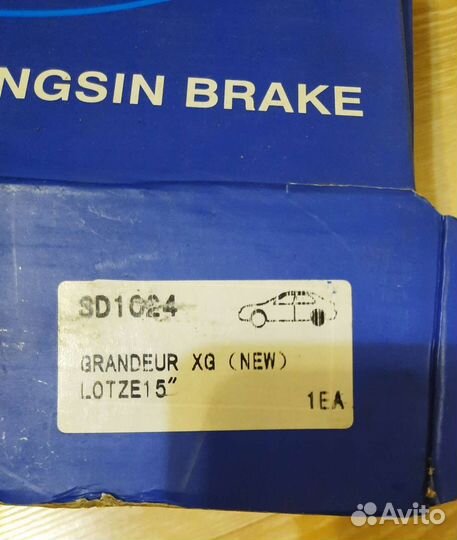 NGSIN BRAKE
SD1024
GRANDEUR XG (NEW)
LOTZE15"
1EA
Avito